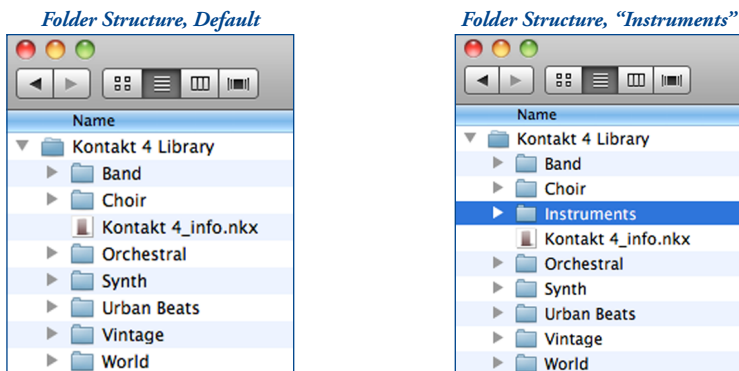 Folder Structure, Default
Name
Kontakt 4 Library
Band
Choir
Kontakt 4_info.nkx
Orchestral
Synth
Urban Beats
Vintage
World
Folder Structure, “Instruments”
Name
Kontakt 4 Library
Band
Choir
Instruments
Kontakt 4_info.nkx
Orchestral
Synth
Urban Beats
Vintage
World